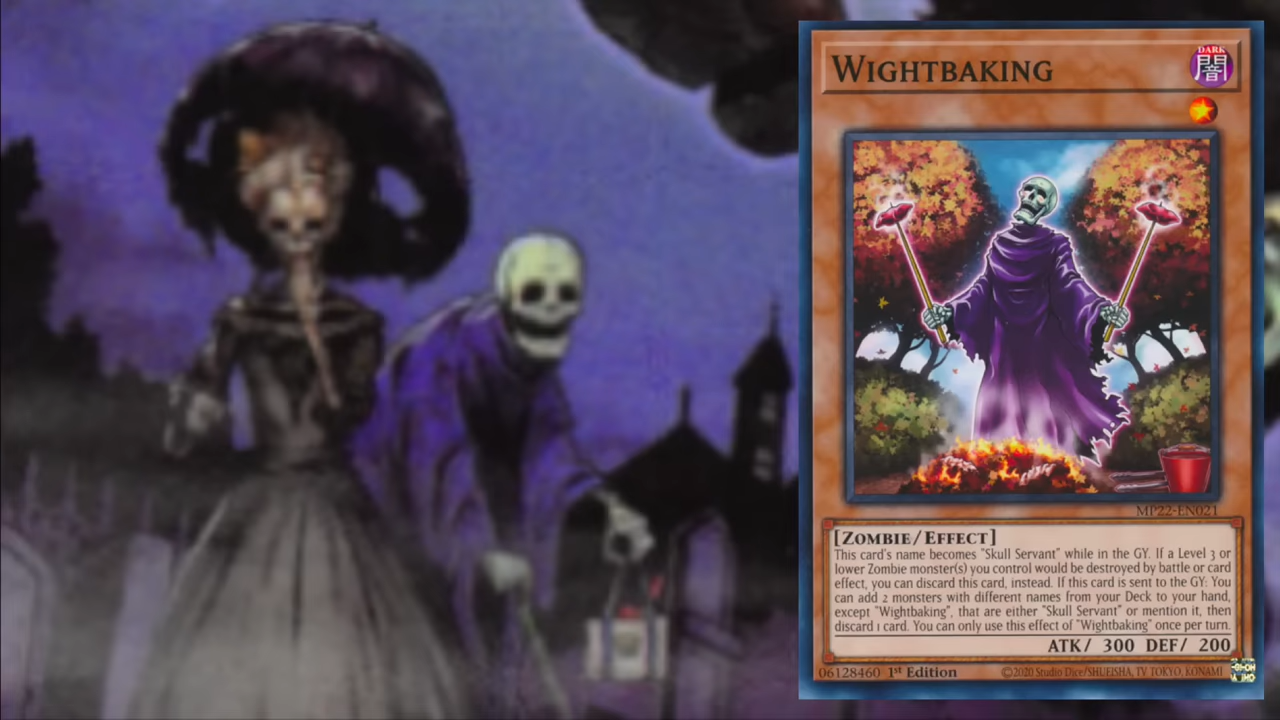 WIGHTBAKING
DARK
闇
MP22-EN021
[ZOMBIE/EFFECT]
This card's name becomes "Skull Servant" while in the GY. If a Level 3 or
lower Zombie monster(s) you control would be destroyed by battle or card
effect, you can discard this card, instead. If this card is sent to the GY: You
can add 2 monsters with different names from your Deck to your hand,
except "Wightbaking", that are either "Skull Servant" or mention it, then
discard 1 card. You can only use this effect of "Wightbaking" once per turn.
ATK/ 300 DEF/ 200
06128460 1st Edition ©2020 Studio Dice/SHUEISHA, TV TOKYO, KONAMI